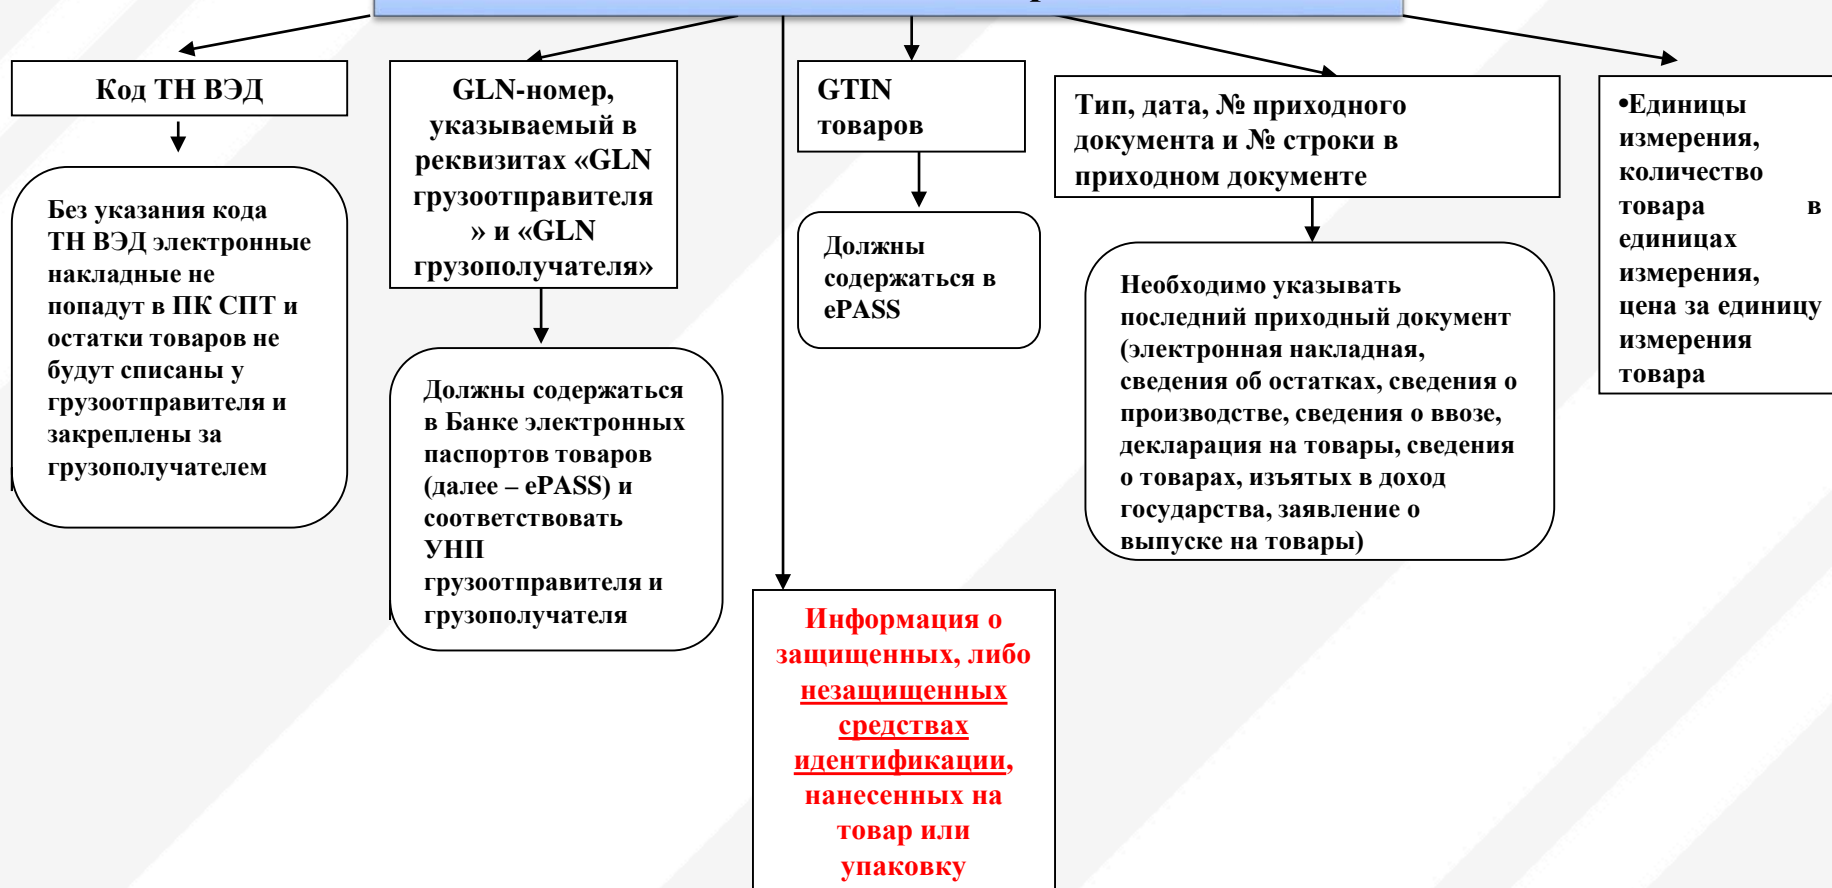 Код ТН ВЭД
Без указания кода
ТН ВЭД электронные
накладные не
попадут в ПК СПТ и
остатки товаров не
будут списаны у
грузоотправителя и
закреплены за
грузополучателем
GLN-номер,
указываемый в
реквизитах «GLN
грузоотправителя
» и «GLN
грузополучателя»
Должны содержаться
в Банке электронных
паспортов товаров
(далее – ePASS) и
соответствовать
УНП
грузоотправителя и
грузополучателя
Информация о
защищенных, либо
незащищенных
средствах
идентификации,
нанесенных на
товар или
упаковку
GTIN
товаров
Должны
содержаться в
ePASS
Тип, дата, № приходного
документа и № строки в
приходном документе
Необходимо указывать
последний приходный документ
(электронная накладная,
сведения об остатках, сведения о
производстве, сведения о ввозе,
декларация на товары, сведения
о товарах, изъятых в доход
государства, заявление о
выпуске на товары)
•Единицы
измерения,
количество
товара в
единицах
измерения,
цена за единицу
измерения
товара